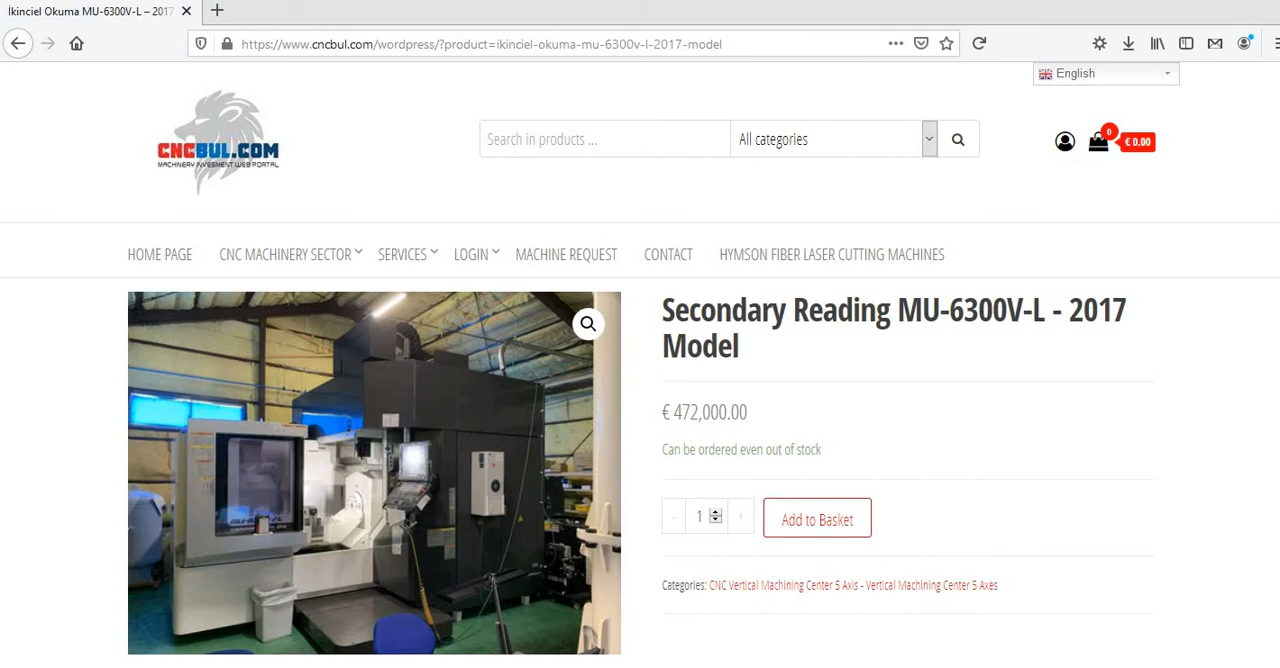 İkinciel Okuma MU-6300V-L – 2017
https://www.cncbul.com/wordpress/?product=ikinciel-okuma-mu-6300v-l-2017-model
English
CNCBUL.COM
MACHINERY INVESMENT WEB PORTAL
Search in products ...
All categories
0
€ 0.00
HOME PAGE
CNC MACHINERY SECTOR
SERVICES
LOGIN
MACHINE REQUEST
CONTACT
HYMSON FIBER LASER CUTTING MACHINES
Secondary Reading MU-6300V-L - 2017
Model
€ 472,000.00
Can be ordered even out of stock
- 1 +
Add to Basket
Categories: CNC Vertical Machining Center 5 Axis - Vertical Machining Center 5 Axes